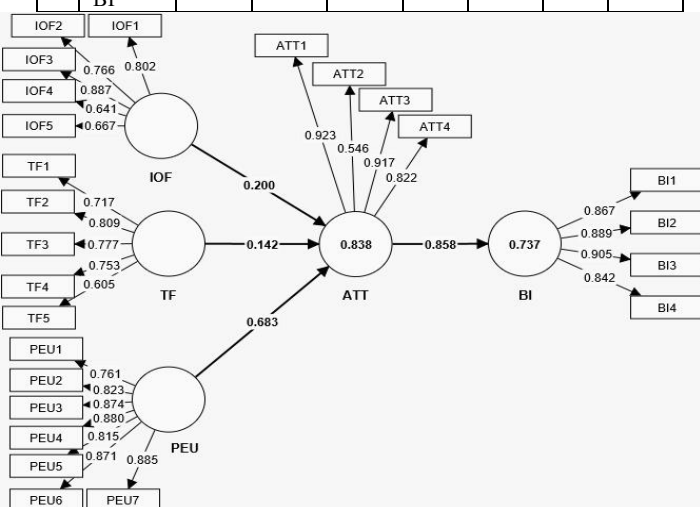 BI
IOF2
IOF1
IOF3
0.766
0.802
IOF4
0.887
0.641
IOF5
0.667
IOF
ATT1
ATT2
ATT3
ATT4
0.923
0.546
0.917
0.822
0.200
TF1
0.717
TF2
0.809
TF3
0.777
0.753
TF4
0.605
TF5
TF
0.142
0.838
ATT
0.858
0.737
BI
BI1
0.867
BI2
0.889
0.905
BI3
0.842
BI4
0.683
PEU1
0.761
PEU2
0.823
PEU3
0.874
0.880
PEU4
0.815
PEU5
0.871
0.885
PEU6
PEU7
PEU